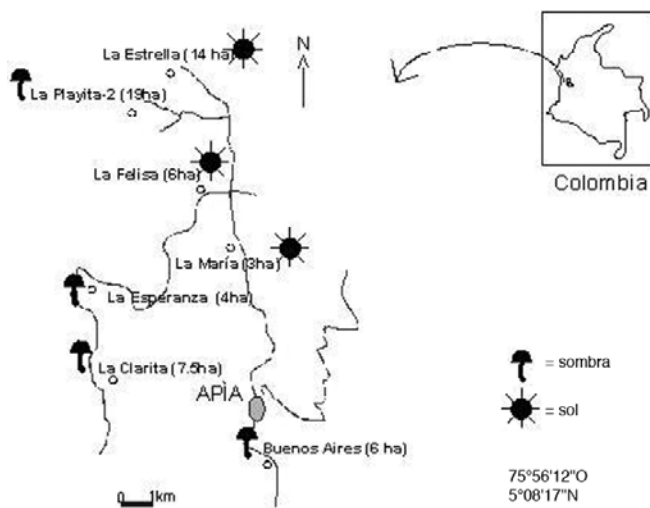 La Estrella (14 ha)
N
La Playita-2 (19ha)
La Felisa (6ha)
Colombia
La María (3ha)
La Esperanza (4ha)
La Clarita (7.5ha)
APÌA
Buenos Aires (6 ha)
= sombra
= sol
75°56'12"O
5°08'17"N
0 1km